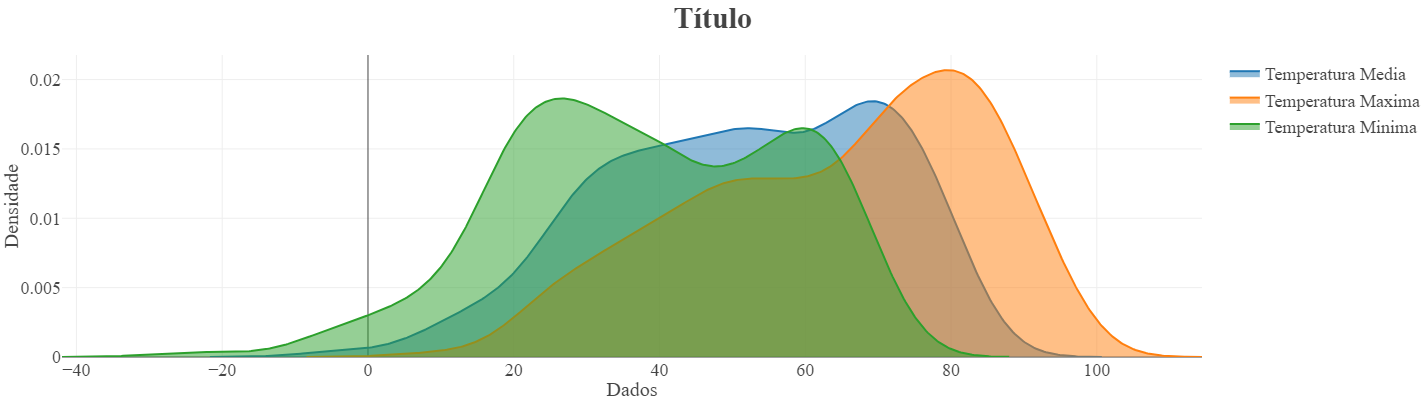 Título
Temperatura Media
Temperatura Maxima
Temperatura Minima
Densidade
0.02
0.015
0.01
0.005
0
−40 −20 0 20 40 60 80 100
Dados